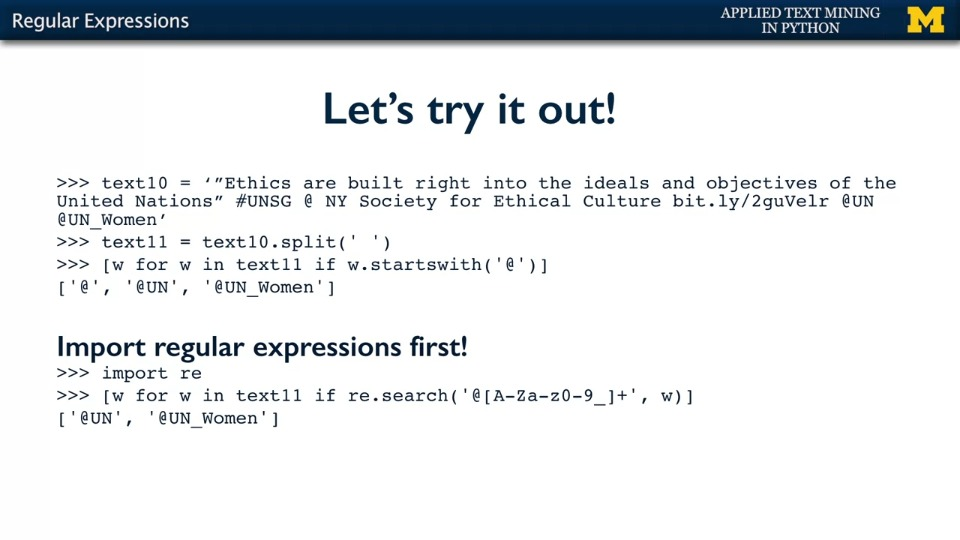 Regular Expressions
APPLIED TEXT MINING
IN PYTHON
M
Let’s try it out!
>>> text10 = ‘”Ethics are built right into the ideals and objectives of the
United Nations” #UNSG @ NY Society for Ethical Culture bit.ly/2guVelr @UN
@UN_Women’
>>> text11 = text10.split(' ')
>>> [w for w in text11 if w.startswith('@')]
['@', '@UN', '@UN_Women']
Import regular expressions first!
>>> import re
>>> [w for w in text11 if re.search('@[A-Za-z0-9_]+', w)]
['@UN', '@UN_Women']